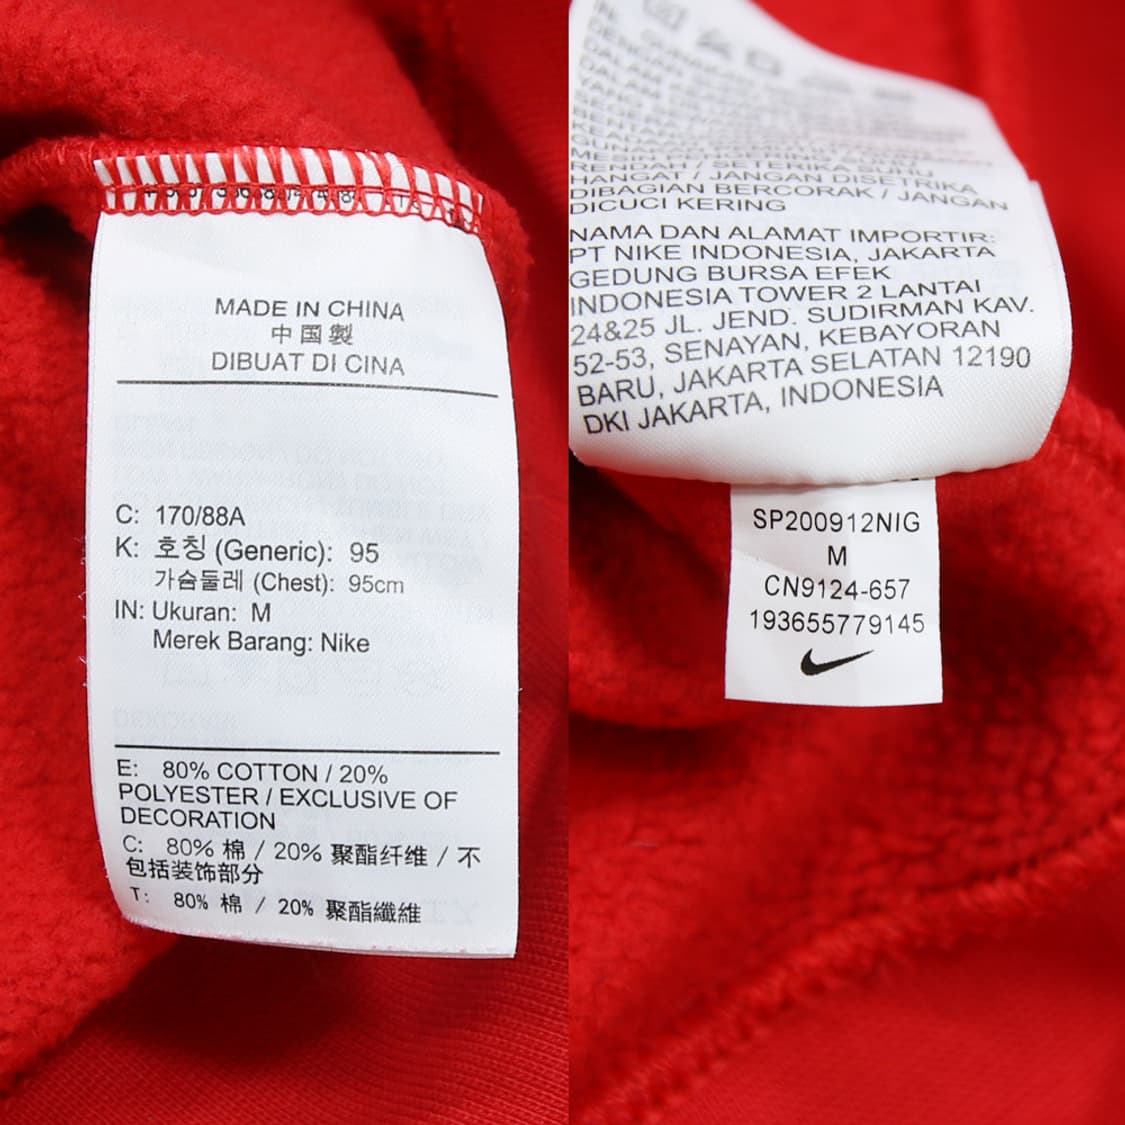 MADE IN CHINA
中国製
DIBUAT DI CINA
C: 170/88A
K: 호칭 (Generic): 95
가슴둘레 (Chest): 95cm
IN: Ukuran: M
Merek Barang: Nike
E: 80% COTTON / 20%
POLYESTER / EXCLUSIVE OF
DECORATION
C: 80% 棉 / 20% 聚酯纤维 / 不
包括装饰部分
T: 80% 棉 / 20% 聚酯纖維
RENDAH / SETERIKA SUHU
HANGAT / JANGAN DISETRIKA
DIBAGIAN BERCORAK / JANGAN
DICUCI KERING
NAMA DAN ALAMAT IMPORTIR:
PT NIKE INDONESIA, JAKARTA
GEDUNG BURSA EFEK
INDONESIA TOWER 2 LANTAI
24&25 JL. JEND. SUDIRMAN KAV.
52-53, SENAYAN, KEBAYORAN
BARU, JAKARTA SELATAN 12190
DKI JAKARTA, INDONESIA
SP200912NIG
M
CN9124-657
193655779145